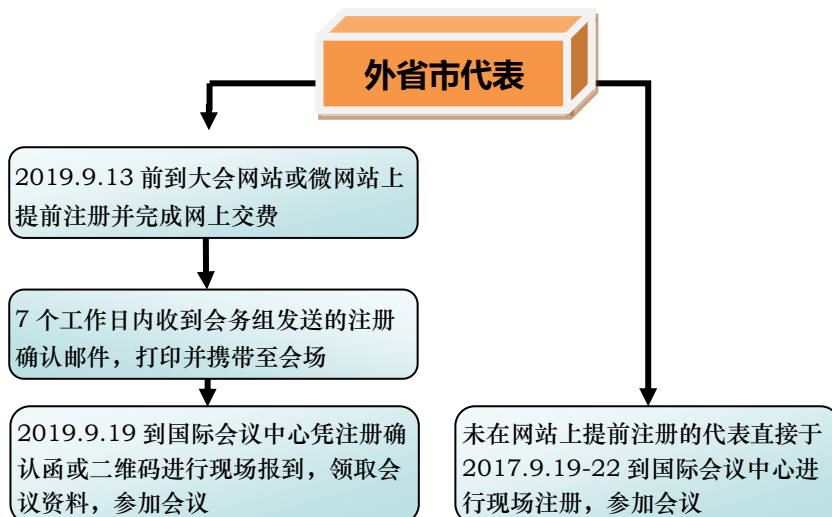 外省市代表
2019.9.13 前到大会网站或微网站上
提前注册并完成网上交费
7 个工作日内收到会务组发送的注册
确认邮件，打印并携带至会场
2019.9.19 到国际会议中心凭注册确
认函或二维码进行现场报到，领取会
议资料，参加会议
未在网站上提前注册的代表直接于
2017.9.19-22 到国际会议中心进
行现场注册，参加会议